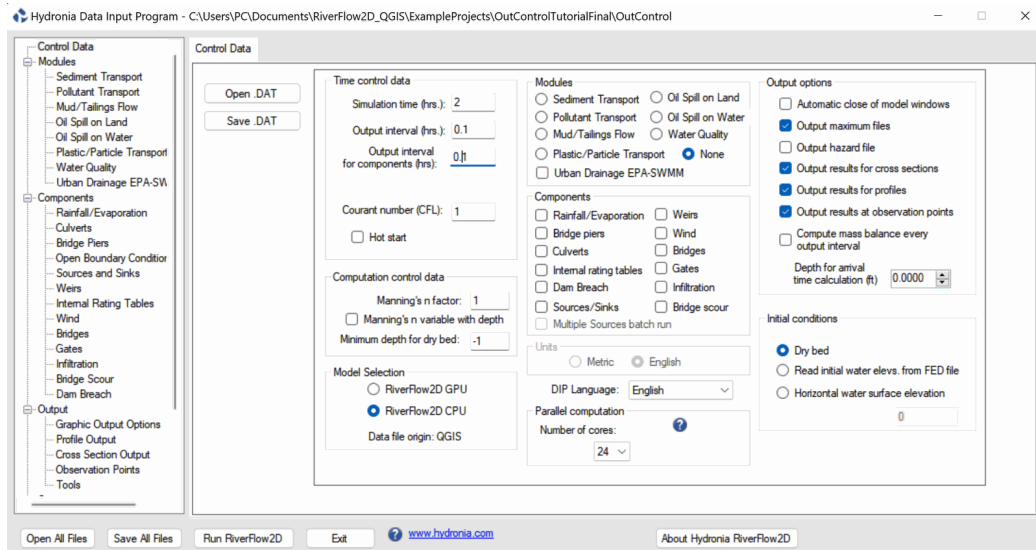 Hydronia Data Input Program - C:\Users\PC\Documents\RiverFlow2D_QGIS\ExampleProjects\OutControlTutorialFinal\OutControl
Control Data
Modules
Sediment Transport
Pollutant Transport
Mud/Tailings Flow
Oil Spill on Land
Oil Spill on Water
Plastic/Particle Transport
Water Quality
Urban Drainage EPA-SW
Components
Rainfall/Evaporation
Culverts
Bridge Piers
Open Boundary Condition
Sources and Sinks
Weirs
Internal Rating Tables
Wind
Bridges
Gates
Infiltration
Bridge Scour
Dam Breach
Output
Graphic Output Options
Profile Output
Cross Section Output
Observation Points
Tools
Control Data
Open .DAT
Save .DAT
Time control data
Simulation time (hrs.): 2
Output interval (hrs.): 0.1
Output interval
for components (hrs): 0.1
Courant number (CFL): 1
Hot start
Computation control data
Manning's n factor: 1
Manning's n variable with depth
Minimum depth for dry bed: -1
Model Selection
RiverFlow2D GPU
RiverFlow2D CPU
Data file origin: QGIS
Modules
Sediment Transport Oil Spill on Land
Pollutant Transport Oil Spill on Water
Mud/Tailings Flow Water Quality
Plastic/Particle Transport None
Urban Drainage EPA-SWMM
Components
Rainfall/Evaporation Weirs
Bridge piers Wind
Culverts Bridges
Internal rating tables Gates
Dam Breach Infiltration
Sources/Sinks Bridge scour
Multiple Sources batch run
Units
Metric English
DIP Language: English
Parallel computation
Number of cores: ?
24
Output options
Automatic close of model windows
Output maximum files
Output hazard file
Output results for cross sections
Output results for profiles
Output results at observation points
Compute mass balance every
output interval
Depth for arrival
time calculation (ft) 0.0000
Initial conditions
Dry bed
Read initial water elevs. from FED file
Horizontal water surface elevation
0
Open All Files Save All Files Run RiverFlow2D Exit ? www.hydronia.com About Hydronia RiverFlow2D